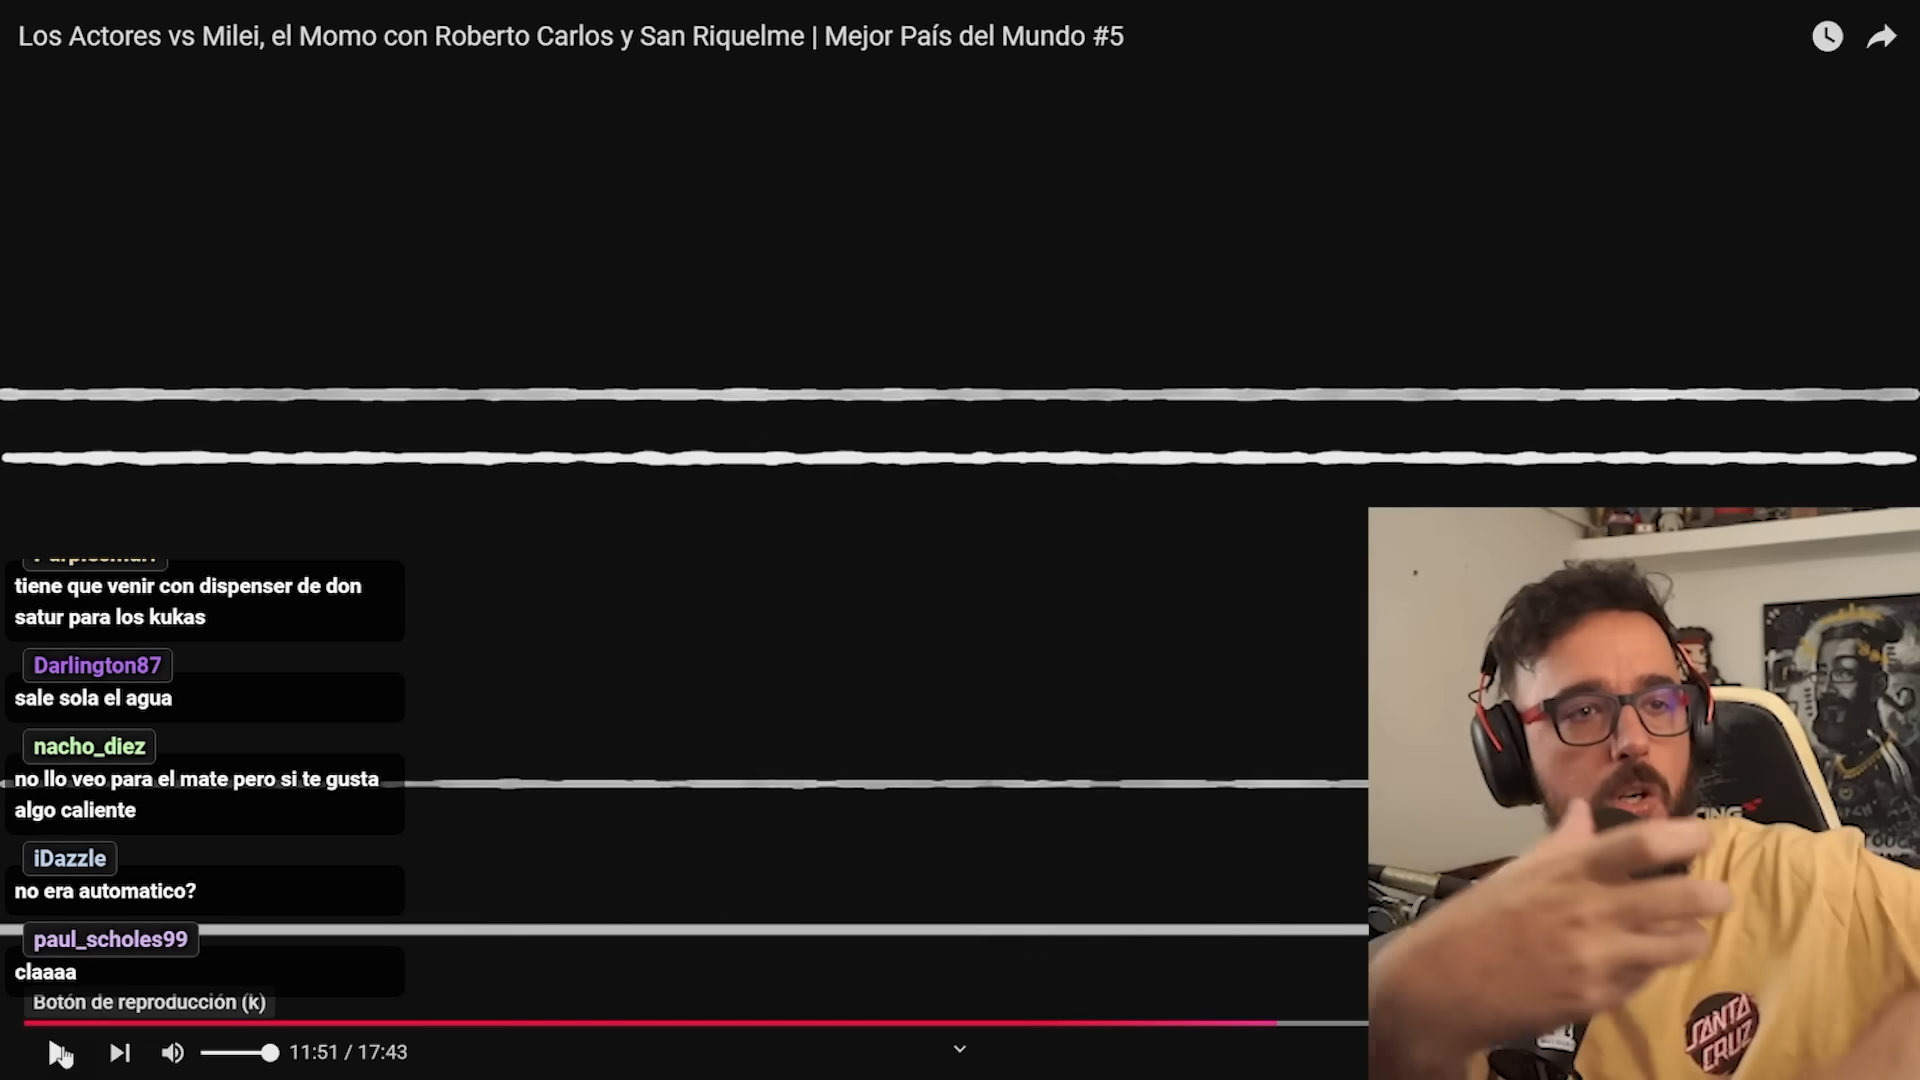 Los Actores vs Milei, el Momo con Roberto Carlos y San Riquelme | Mejor País del Mundo #5
tiene que venir con dispenser de don
satur para los kukas
Darlington87
sale sola el agua
nacho_diez
no llo veo para el mate pero si te gusta
algo caliente
iDazzle
no era automatico?
paul_scholes99
claaaa
Botón de reproducción (k)
11:51 / 17:43
SANTA
CRUZ